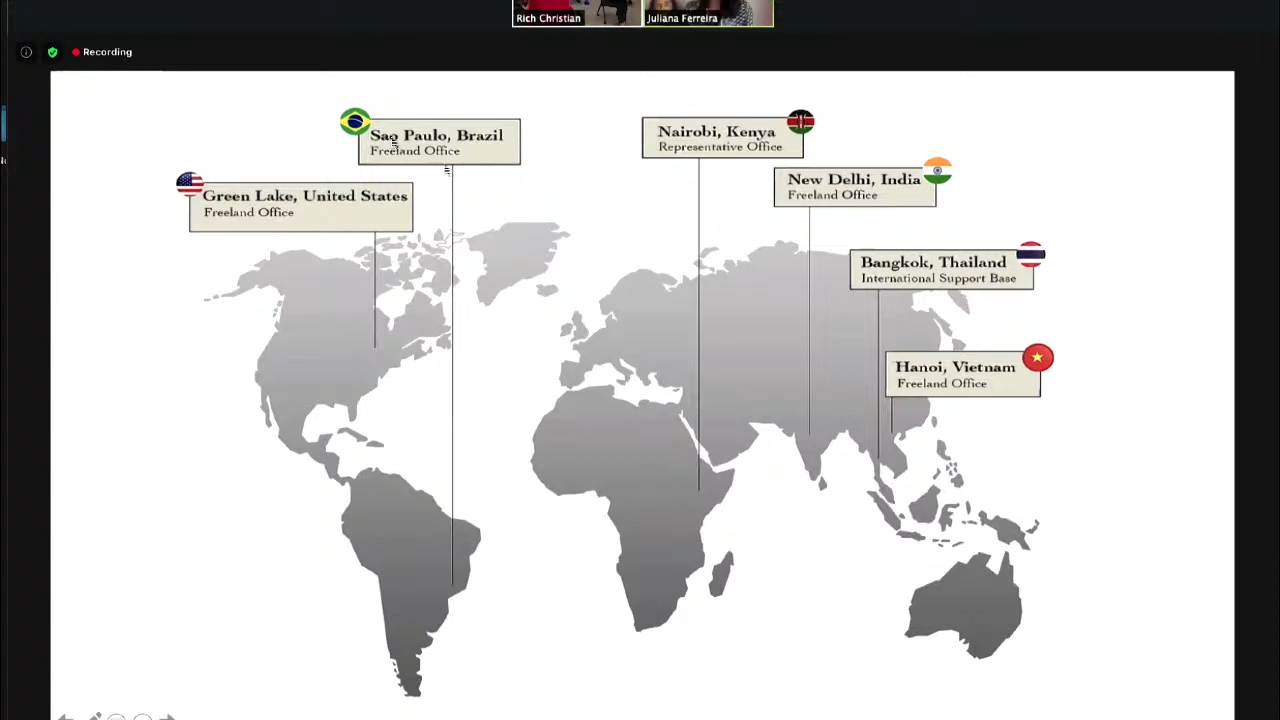 Rich Christian
Juliana Ferreira
Recording
Sao Paulo, Brazil
Freeland Office
Green Lake, United States
Freeland Office
Nairobi, Kenya
Representative Office
New Delhi, India
Freeland Office
Bangkok, Thailand
International Support Base
Hanoi, Vietnam
Freeland Office